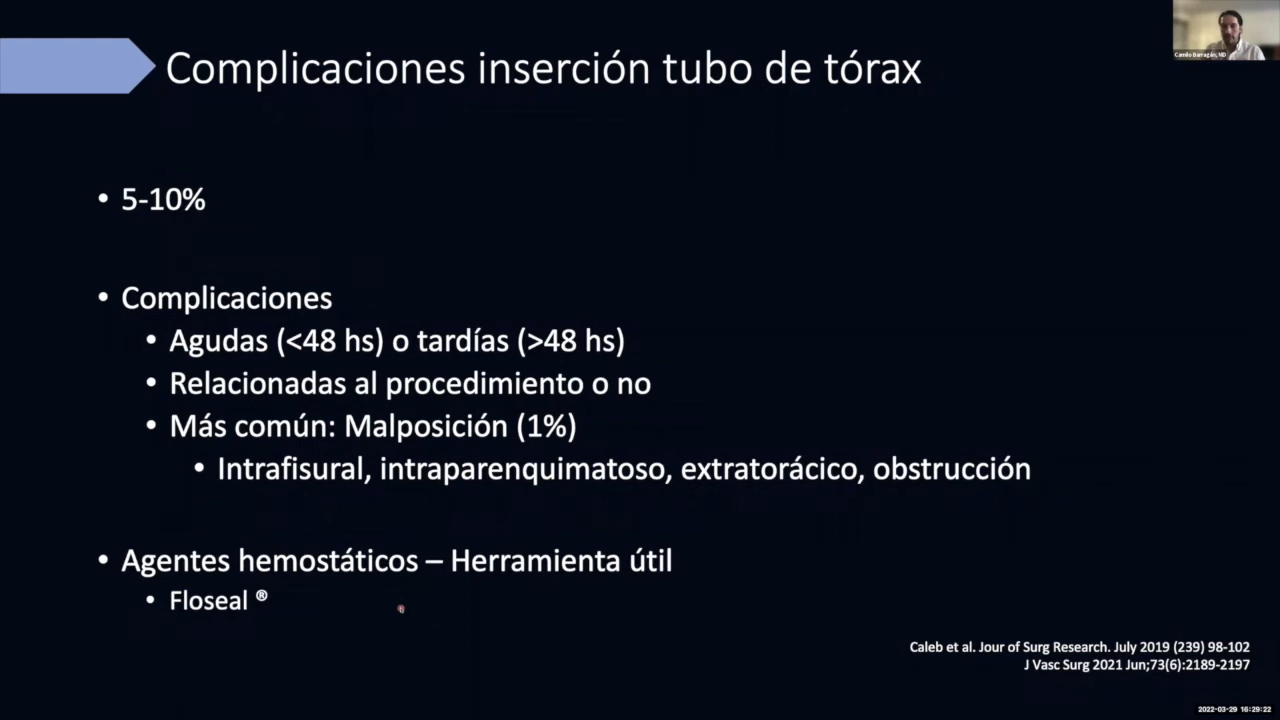 Complicaciones inserción tubo de tórax
Camilo Barragán, MD
• 5-10%
• Complicaciones
• Agudas (<48 hs) o tardías (>48 hs)
• Relacionadas al procedimiento o no
• Más común: Malposición (1%)
• Intrafisural, intraparenquimatoso, extratorácico, obstrucción
• Agentes hemostáticos – Herramienta útil
• Floseal ®
Caleb et al. Jour of Surg Research. July 2019 (239) 98-102
J Vasc Surg 2021 Jun;73(6):2189-2197
2022-03-29 16:29:22